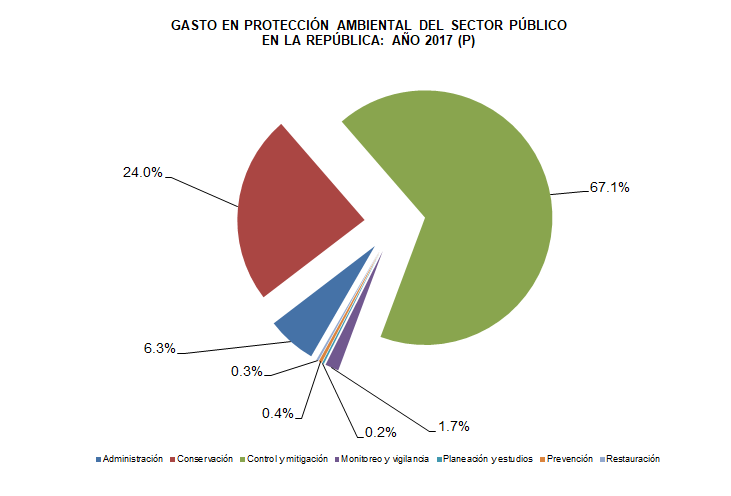 GASTO EN PROTECCIÓN AMBIENTAL DEL SECTOR PÚBLICO
EN LA REPÚBLICA: AÑO 2017 (P)
24.0%
67.1%
6.3%
0.3%
0.4%
0.2%
1.7%
Administración Conservación Control y mitigación Monitoreo y vigilancia Planeación y estudios Prevención Restauración